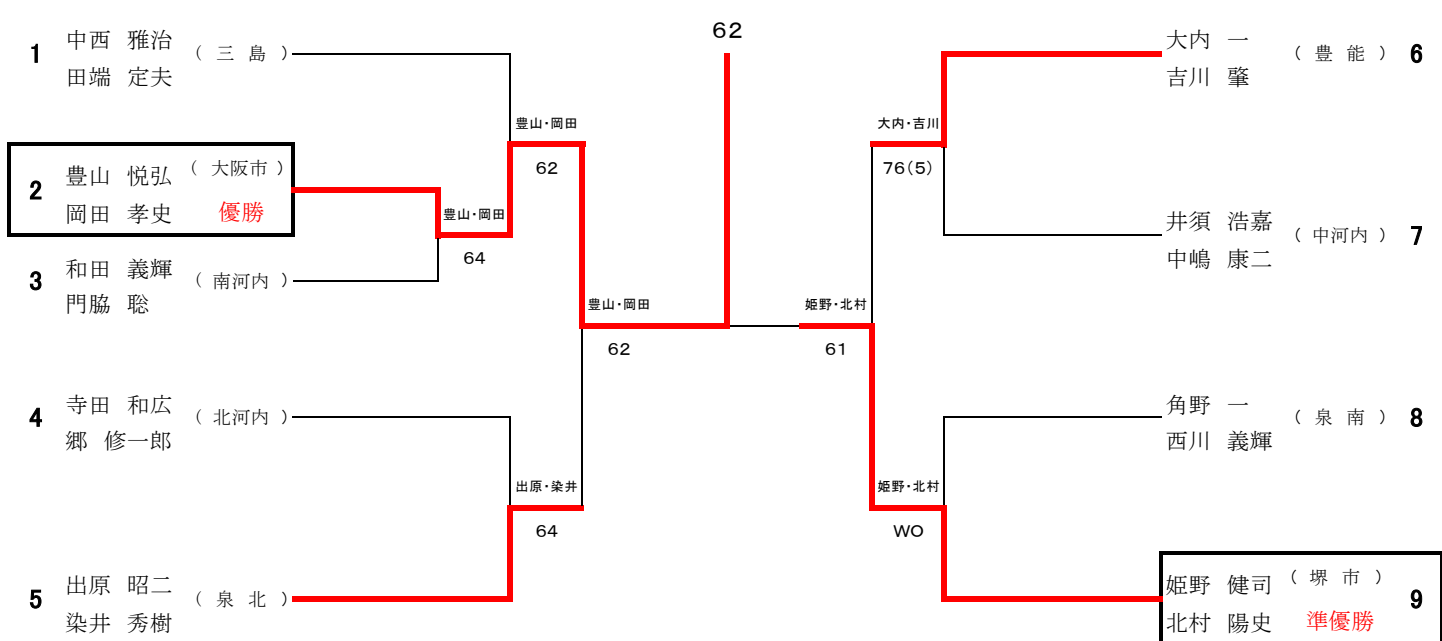 62
1 中西 雅治 ( 三 島 )
田端 定夫
豊山・岡田
62
2 豊山 悦弘 ( 大阪市 )
岡田 孝史 優勝
豊山・岡田
64
3 和田 義輝 ( 南河内 )
門脇 聡
豊山・岡田
62
4 寺田 和広 ( 北河内 )
郷 修一郎
出原・染井
64
5 出原 昭二 ( 泉 北 )
染井 秀樹
大内 一 ( 豊 能 ) 6
吉川 肇
大内・吉川
76(5)
井須 浩嘉 ( 中河内 ) 7
中嶋 康二
姫野・北村
61
角野 一 ( 泉 南 ) 8
西川 義輝
姫野・北村
WO
姫野 健司 ( 堺 市 ) 9
北村 陽史 準優勝